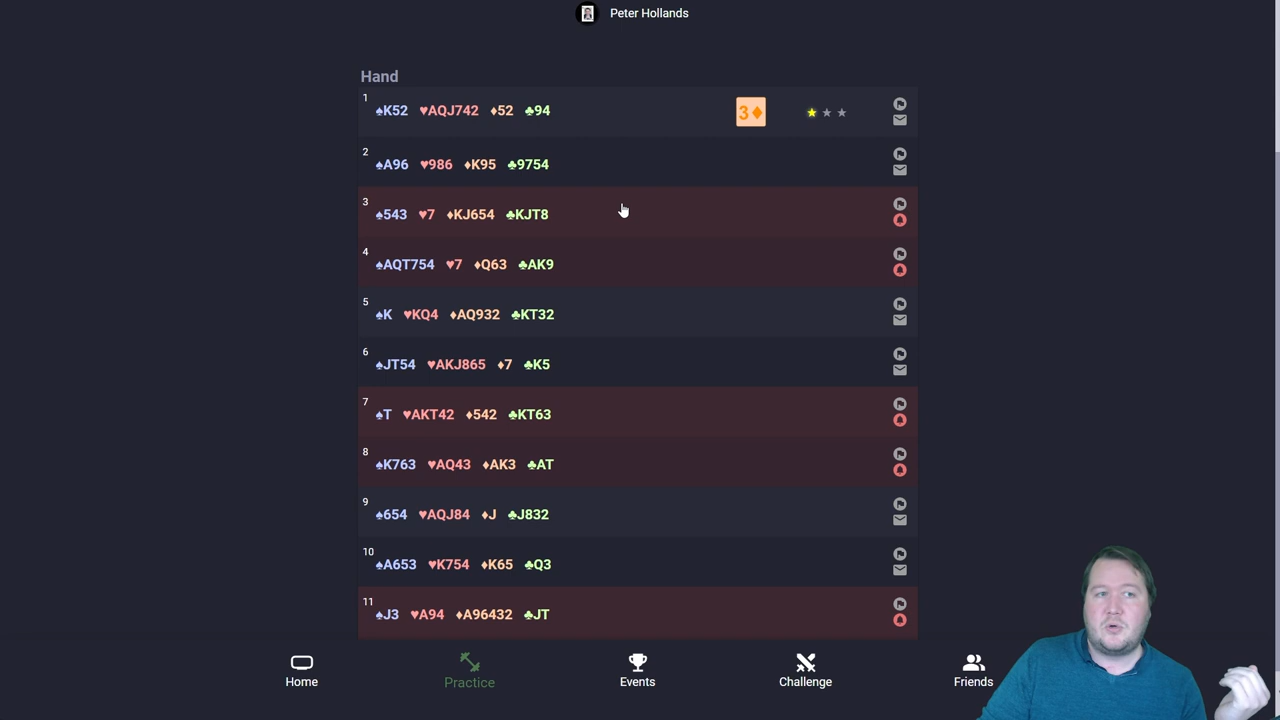 Peter Hollands
Hand
1 ♠K52 ♥AQJ742 ♦52 ♣94 3♦
2 ♠A96 ♥986 ♦K95 ♣9754
3 ♠543 ♥7 ♦KJ654 ♣KJT8
4 ♠AQT754 ♥7 ♦Q63 ♣AK9
5 ♠K ♥KQ4 ♦AQ932 ♣KT32
6 ♠JT54 ♥AKJ865 ♦7 ♣K5
7 ♠T ♥AKT42 ♦542 ♣KT63
8 ♠K763 ♥AQ43 ♦AK3 ♣AT
9 ♠654 ♥AQJ84 ♦J ♣J832
10 ♠A653 ♥K754 ♦K65 ♣Q3
11 ♠J3 ♥A94 ♦A96432 ♣JT
Home Practice Events Challenge Friends